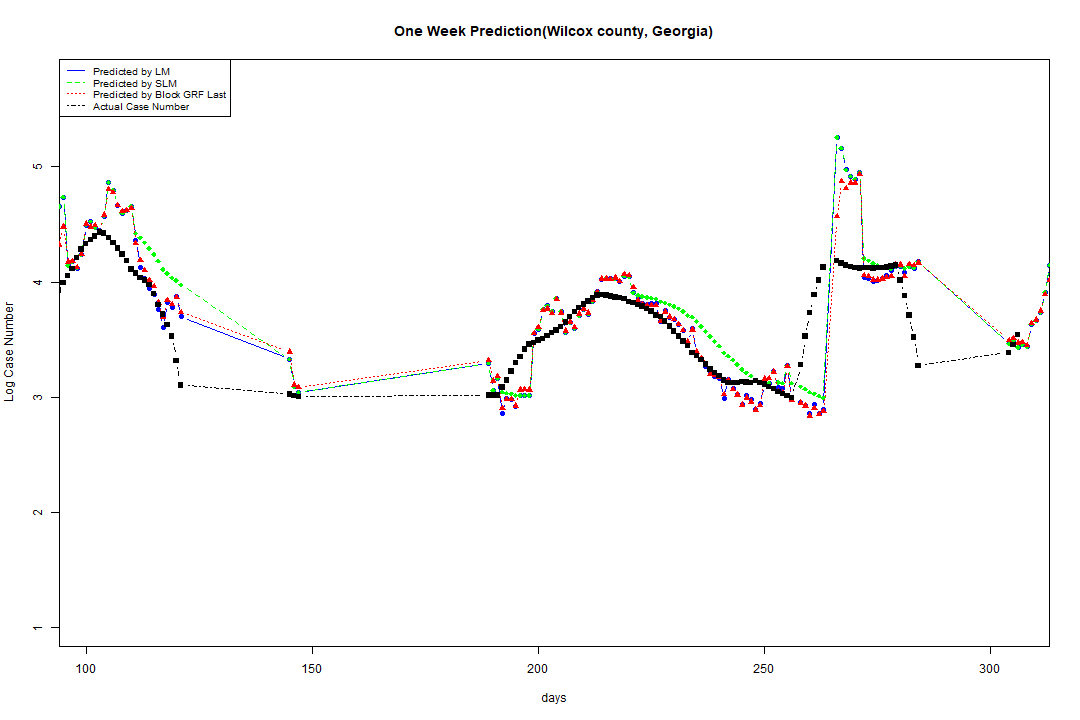 One Week Prediction(Wilcox county, Georgia)
Predicted by LM
Predicted by SLM
Predicted by Block GRF Last
Actual Case Number
5
4
3
2
1
Log Case Number
100 150 200 250 300
days